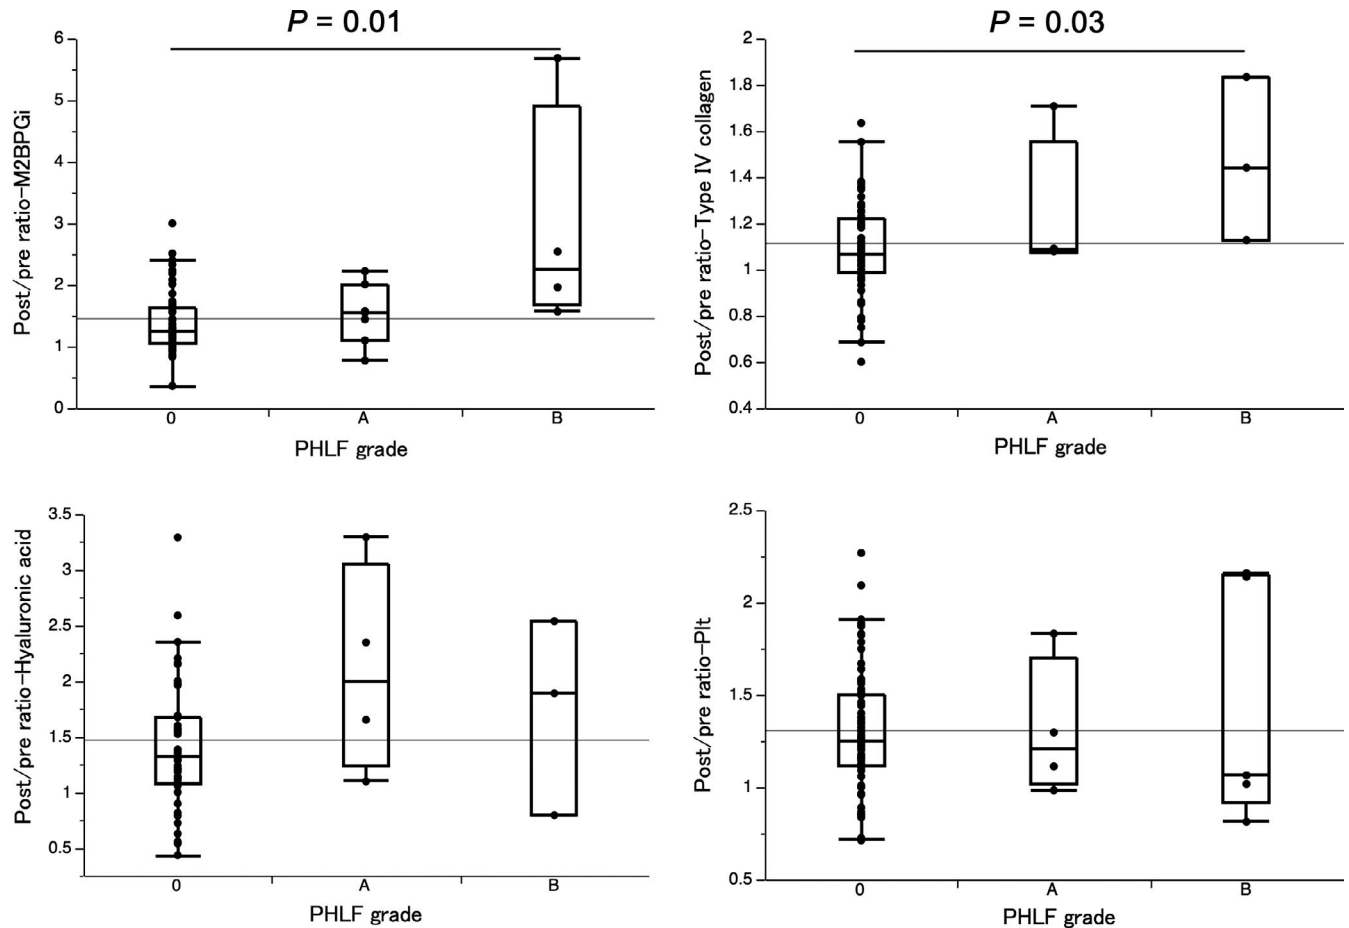 P = 0.01
Post/pre ratio-M2BPGi
6
5
4
3
2
1
0
0 A B
PHLF grade
P = 0.03
Post/pre ratio-Type IV collagen
2
1.8
1.6
1.4
1.2
1
0.8
0.6
0.4
0 A B
PHLF grade
Post/pre ratio-Hyaluronic acid
3.5
3
2.5
2
1.5
1
0.5
0 A B
PHLF grade
Post/pre ratio-Plt
2.5
2
1.5
1
0.5
0 A B
PHLF grade